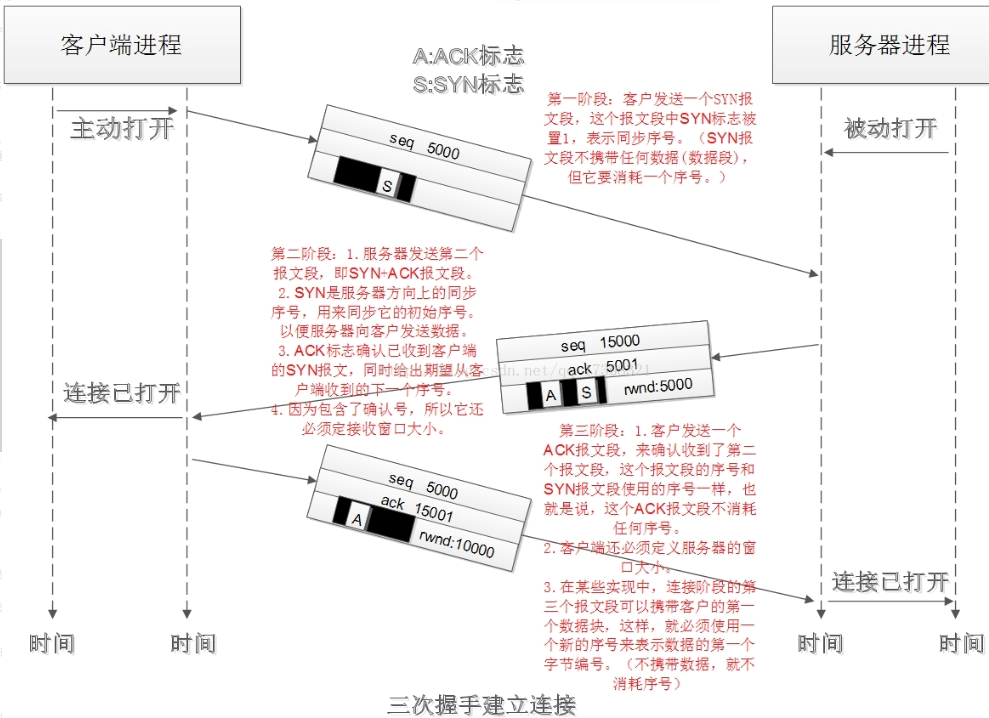 客户端进程
服务器进程
A:ACK标志
S:SYN标志
主动打开
被动打开
seq 5000
S
第一阶段：客户发送一个SYN报
文段，这个报文段中SYN标志被
置1，表示同步序号。（SYN报
文段不携带任何数据(数据段)，
但它要消耗一个序号。）
第二阶段：1.服务器发送第二个
报文段，即SYN+ACK报文段。
2.SYN是服务器方向上的同步
序号，用来同步它的初始序号。
以便服务器向客户发送数据。
3.ACK标志确认已收到客户端
的SYN报文，同时给出期望从客
户端收到的下一个序号。
4.因为包含了确认号，所以它还
必须定接收窗口大小。
seq 15000
ack 5001
A S rwnd:5000
连接已打开
seq 5000
ack 15001
A rwnd:10000
第三阶段：1.客户发送一个
ACK报文段，来确认收到了第二
个报文段，这个报文段的序号和
SYN报文段使用的序号一样，也
就是说，这个ACK报文段不消耗
任何序号。
2.客户端还必须定义服务器的窗
口大小。
3.在某些实现中，连接阶段的第
三个报文段可以携带客户的第一
个数据块，这样，就必须使用一
个新的序号来表示数据的第一个
字节编号。（不携带数据，就不
消耗序号）
连接已打开
时间
时间
时间
时间
三次握手建立连接